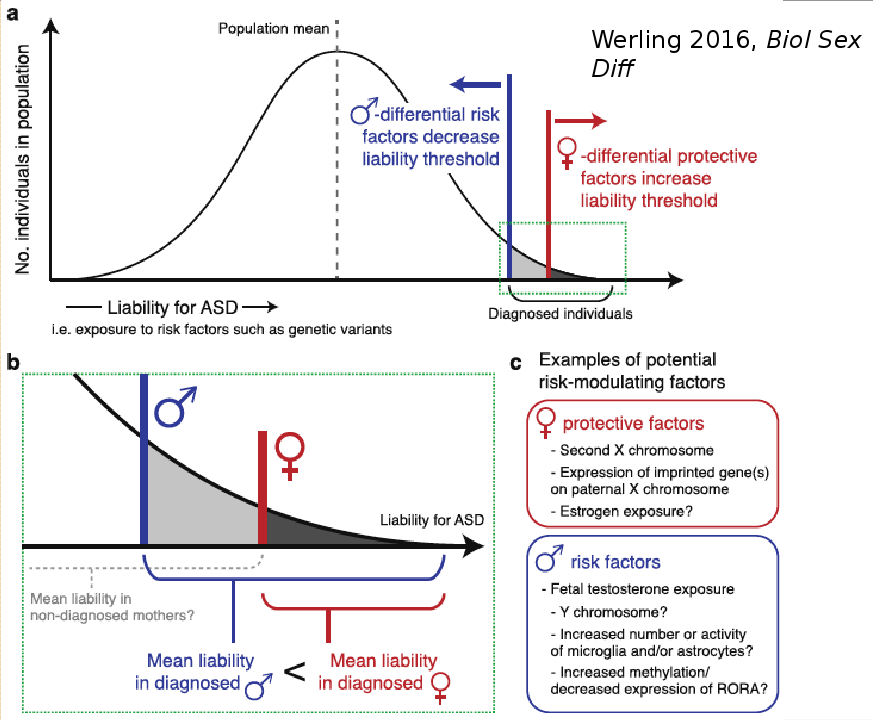 a
Population mean
Werling 2016, Biol Sex
Diff
No. individuals in population
♂-differential risk
factors decrease
liability threshold
♀-differential protective
factors increase
liability threshold
Liability for ASD
i.e. exposure to risk factors such as genetic variants
Diagnosed individuals
b
♂
♀
Liability for ASD
Mean liability in
non-diagnosed mothers?
Mean liability
in diagnosed ♂
<
Mean liability
in diagnosed ♀
c
Examples of potential
risk-modulating factors
♀ protective factors
- Second X chromosome
- Expression of imprinted gene(s)
on paternal X chromosome
- Estrogen exposure?
♂ risk factors
- Fetal testosterone exposure
- Y chromosome?
- Increased number or activity
of microglia and/or astrocytes?
- Increased methylation/
decreased expression of RORA?